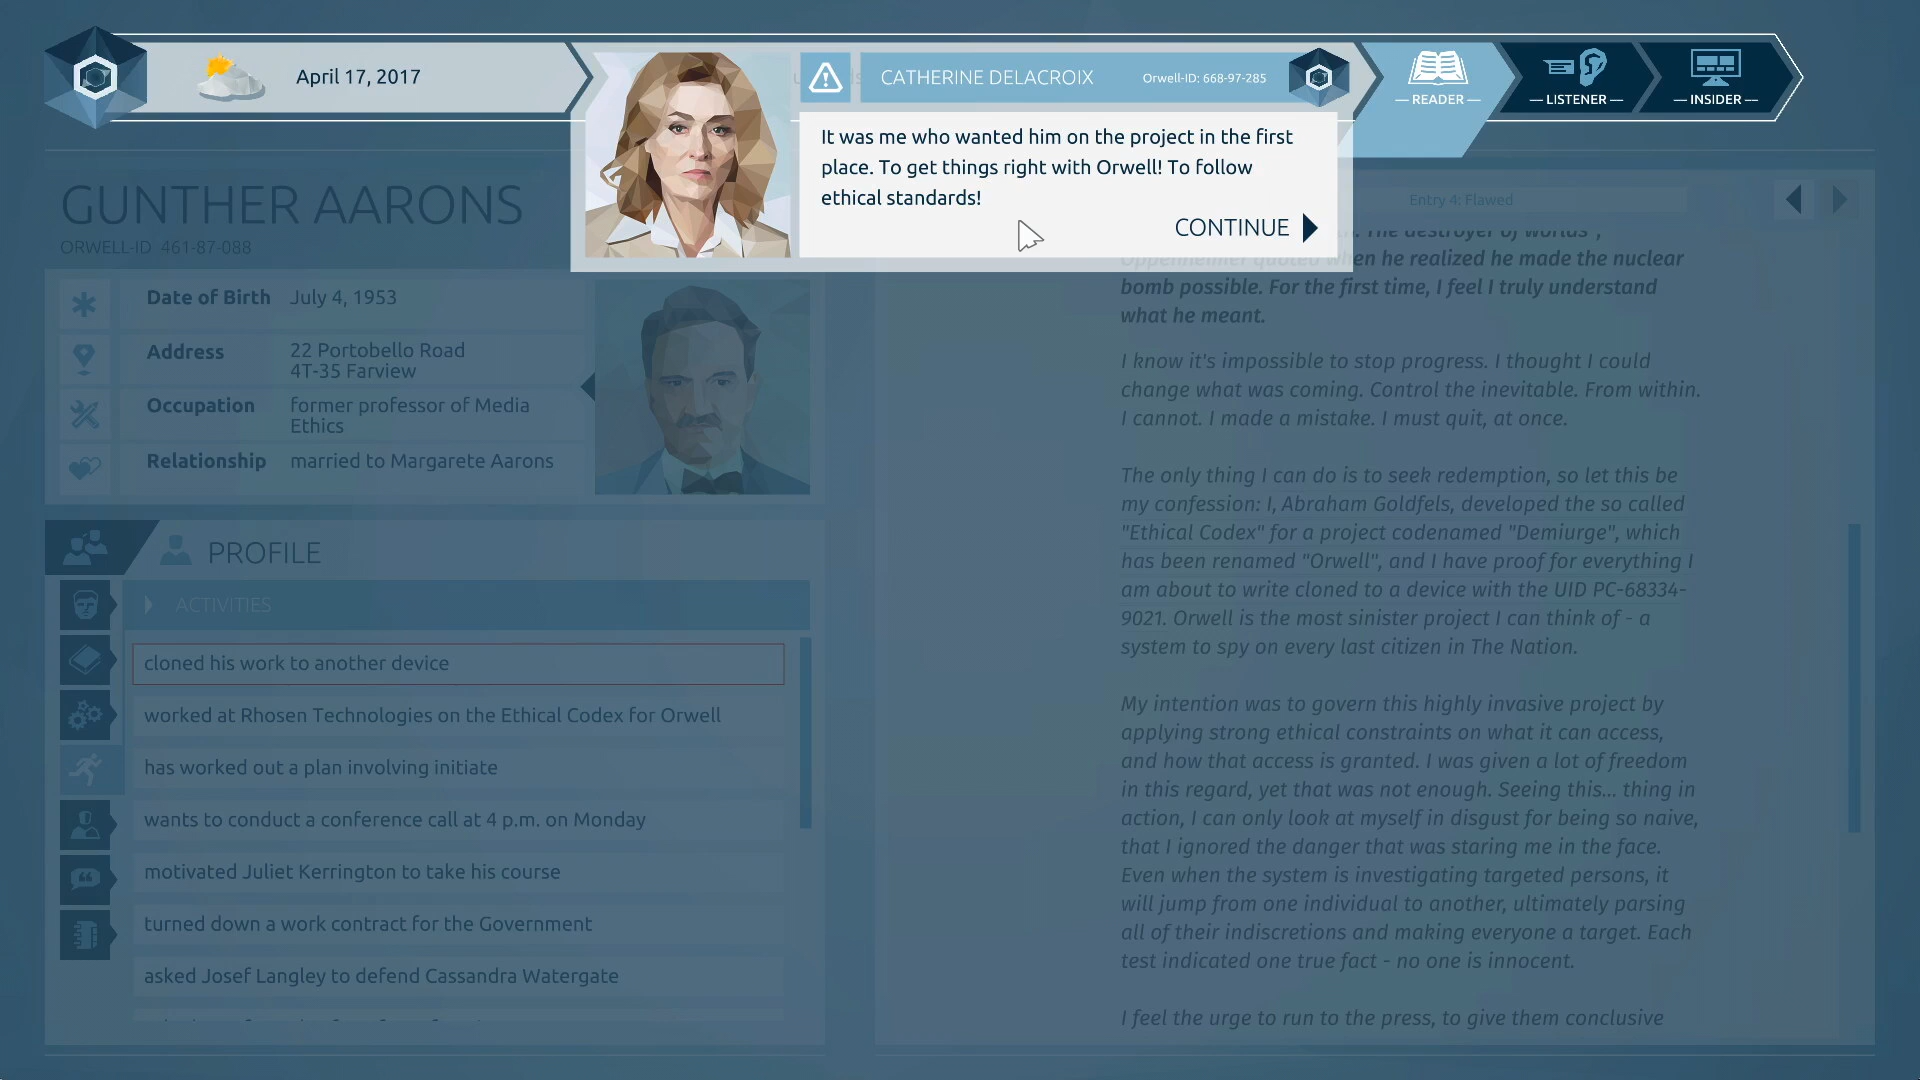 April 17, 2017
CATHERINE DELACROIX
Orwell-ID: 668-97-285
It was me who wanted him on the project in the first
place. To get things right with Orwell! To follow
ethical standards!
CONTINUE
— READER —
— LISTENER —
— INSIDER —
GUNTHER AARONS
ORWELL-ID 461-87-088
Date of Birth July 4, 1953
Address 22 Portobello Road
4T-35 Farview
Occupation former professor of Media
Ethics
Relationship married to Margarete Aarons
PROFILE
ACTIVITIES
cloned his work to another device
worked at Rhosen Technologies on the Ethical Codex for Orwell
has worked out a plan involving initiate
wants to conduct a conference call at 4 p.m. on Monday
motivated Juliet Kerrington to take his course
turned down a work contract for the Government
asked Josef Langley to defend Cassandra Watergate
Entry 4: Flawed
The destroyer of worlds",
Oppenheimer quoted when he realized he made the nuclear
bomb possible. For the first time, I feel I truly understand
what he meant.
I know it's impossible to stop progress. I thought I could
change what was coming. Control the inevitable. From within.
I cannot. I made a mistake. I must quit, at once.
The only thing I can do is to seek redemption, so let this be
my confession: I, Abraham Goldfels, developed the so called
"Ethical Codex" for a project codenamed "Demiurge", which
has been renamed "Orwell", and I have proof for everything I
am about to write cloned to a device with the UID PC-68334-
9021. Orwell is the most sinister project I can think of - a
system to spy on every last citizen in The Nation.
My intention was to govern this highly invasive project by
applying strong ethical constraints on what it can access,
and how that access is granted. I was given a lot of freedom
in this regard, yet that was not enough. Seeing this... thing in
action, I can only look at myself in disgust for being so naive,
that I ignored the danger that was staring me in the face.
Even when the system is investigating targeted persons, it
will jump from one individual to another, ultimately parsing
all of their indiscretions and making everyone a target. Each
test indicated one true fact - no one is innocent.
I feel the urge to run to the press, to give them conclusive